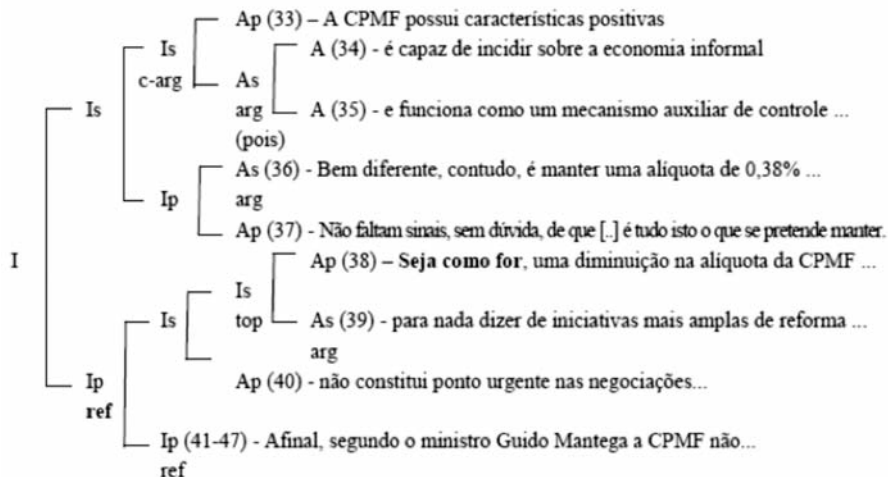 Ap (33) – A CPMF possui características positivas
Is
A (34) - é capaz de incidir sobre a economia informal
c-arg
As
Is
arg
A (35) - e funciona como um mecanismo auxiliar de controle ...
(pois)
As (36) - Bem diferente, contudo, é manter uma alíquota de 0,38% ...
Ip
arg
Ap (37) - Não faltam sinais, sem dúvida, de que [..] é tudo isto o que se pretende manter.
I
Ap (38) – Seja como for, uma diminuição na alíquota da CPMF ...
Is
Is
top
As (39) - para nada dizer de iniciativas mais amplas de reforma ...
arg
Ip
Ap (40) - não constitui ponto urgente nas negociações...
ref
Ip (41-47) - Afinal, segundo o ministro Guido Mantega a CPMF não...
ref